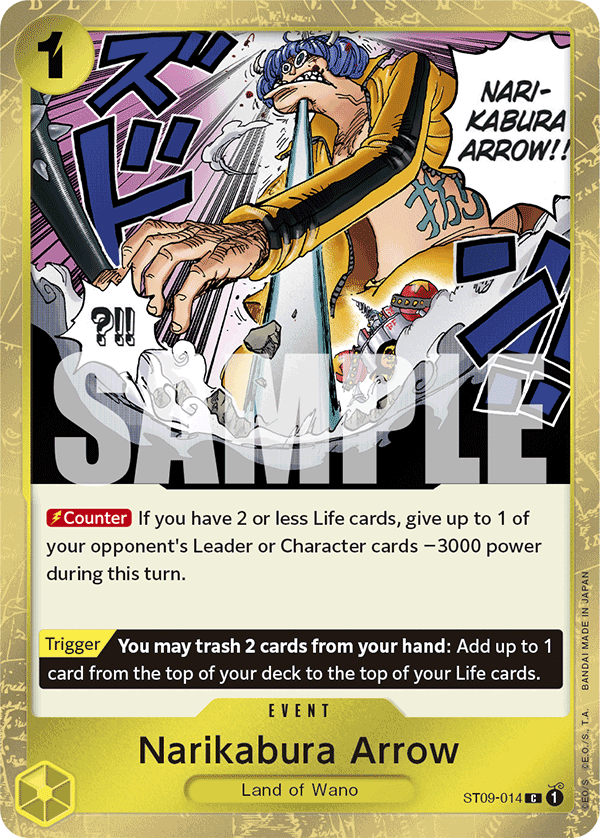 1
ズドン!!
NARI-
KABURA
ARROW!!
?!!
SAMPLE
Counter If you have 2 or less Life cards, give up to 1 of
your opponent's Leader or Character cards −3000 power
during this turn.
Trigger You may trash 2 cards from your hand: Add up to 1
card from the top of your deck to the top of your Life cards.
EVENT
Narikabura Arrow
Land of Wano
ST09-014 C 1
©E.O./S., T.A. BANDAI MADE IN JAPAN